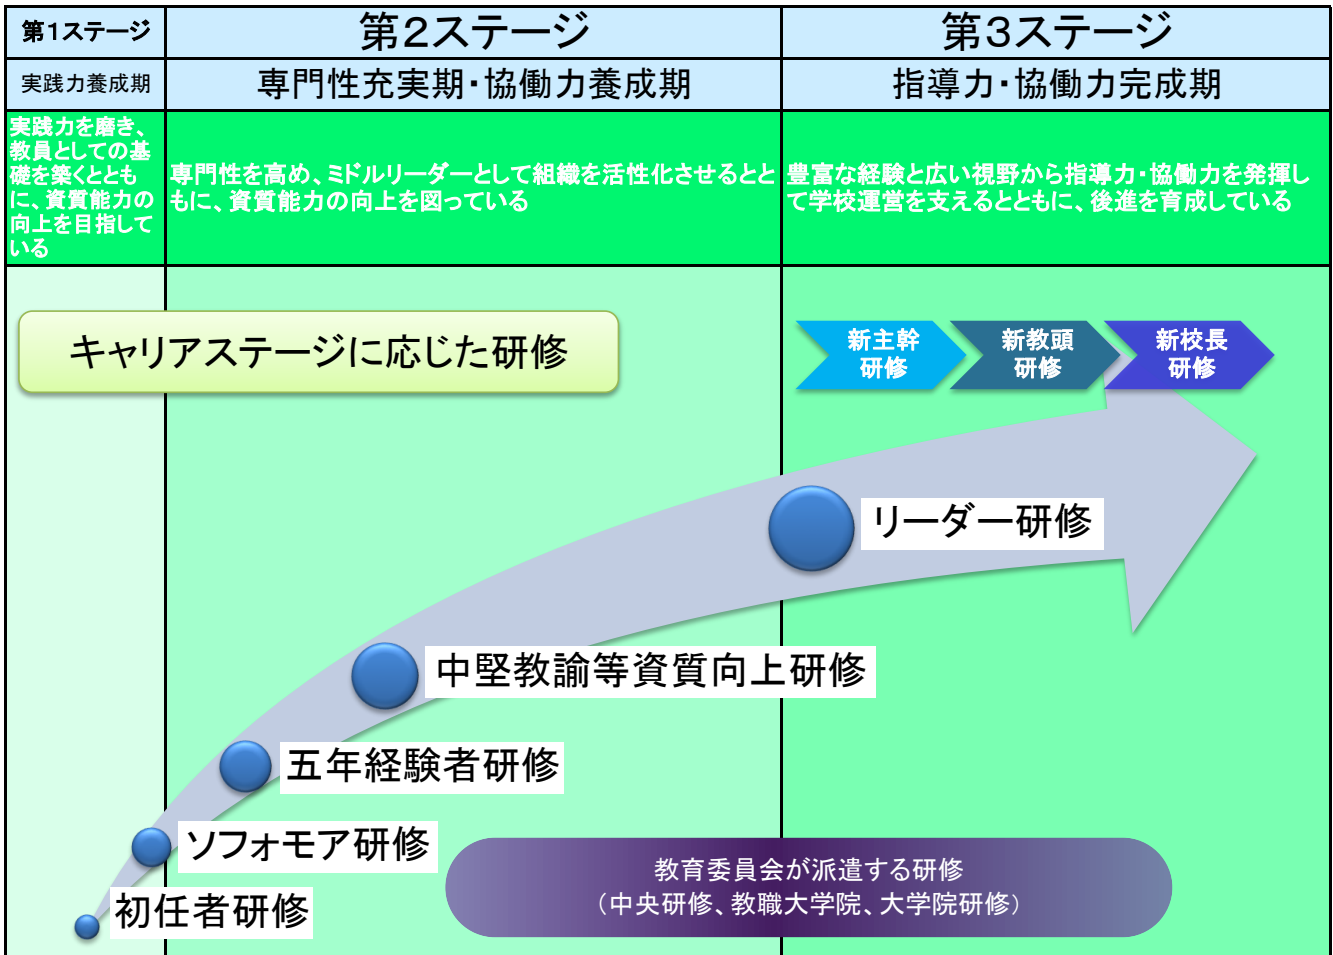 第１ステージ
第２ステージ
第３ステージ
実践力養成期
専門性充実期・協働力養成期
指導力・協働力完成期
実践力を磨き、
教員としての基
礎を築くととも
に、資質能力の
向上を目指して
いる
専門性を高め、ミドルリーダーとして組織を活性化させるとと
もに、資質能力の向上を図っている
豊富な経験と広い視野から指導力・協働力を発揮し
て学校運営を支えるとともに、後進を育成している
キャリアステージに応じた研修
新主幹
研修
新教頭
研修
新校長
研修
リーダー研修
中堅教諭等資質向上研修
五年経験者研修
ソフォモア研修
初任者研修
教育委員会が派遣する研修
（中央研修、教職大学院、大学院研修）